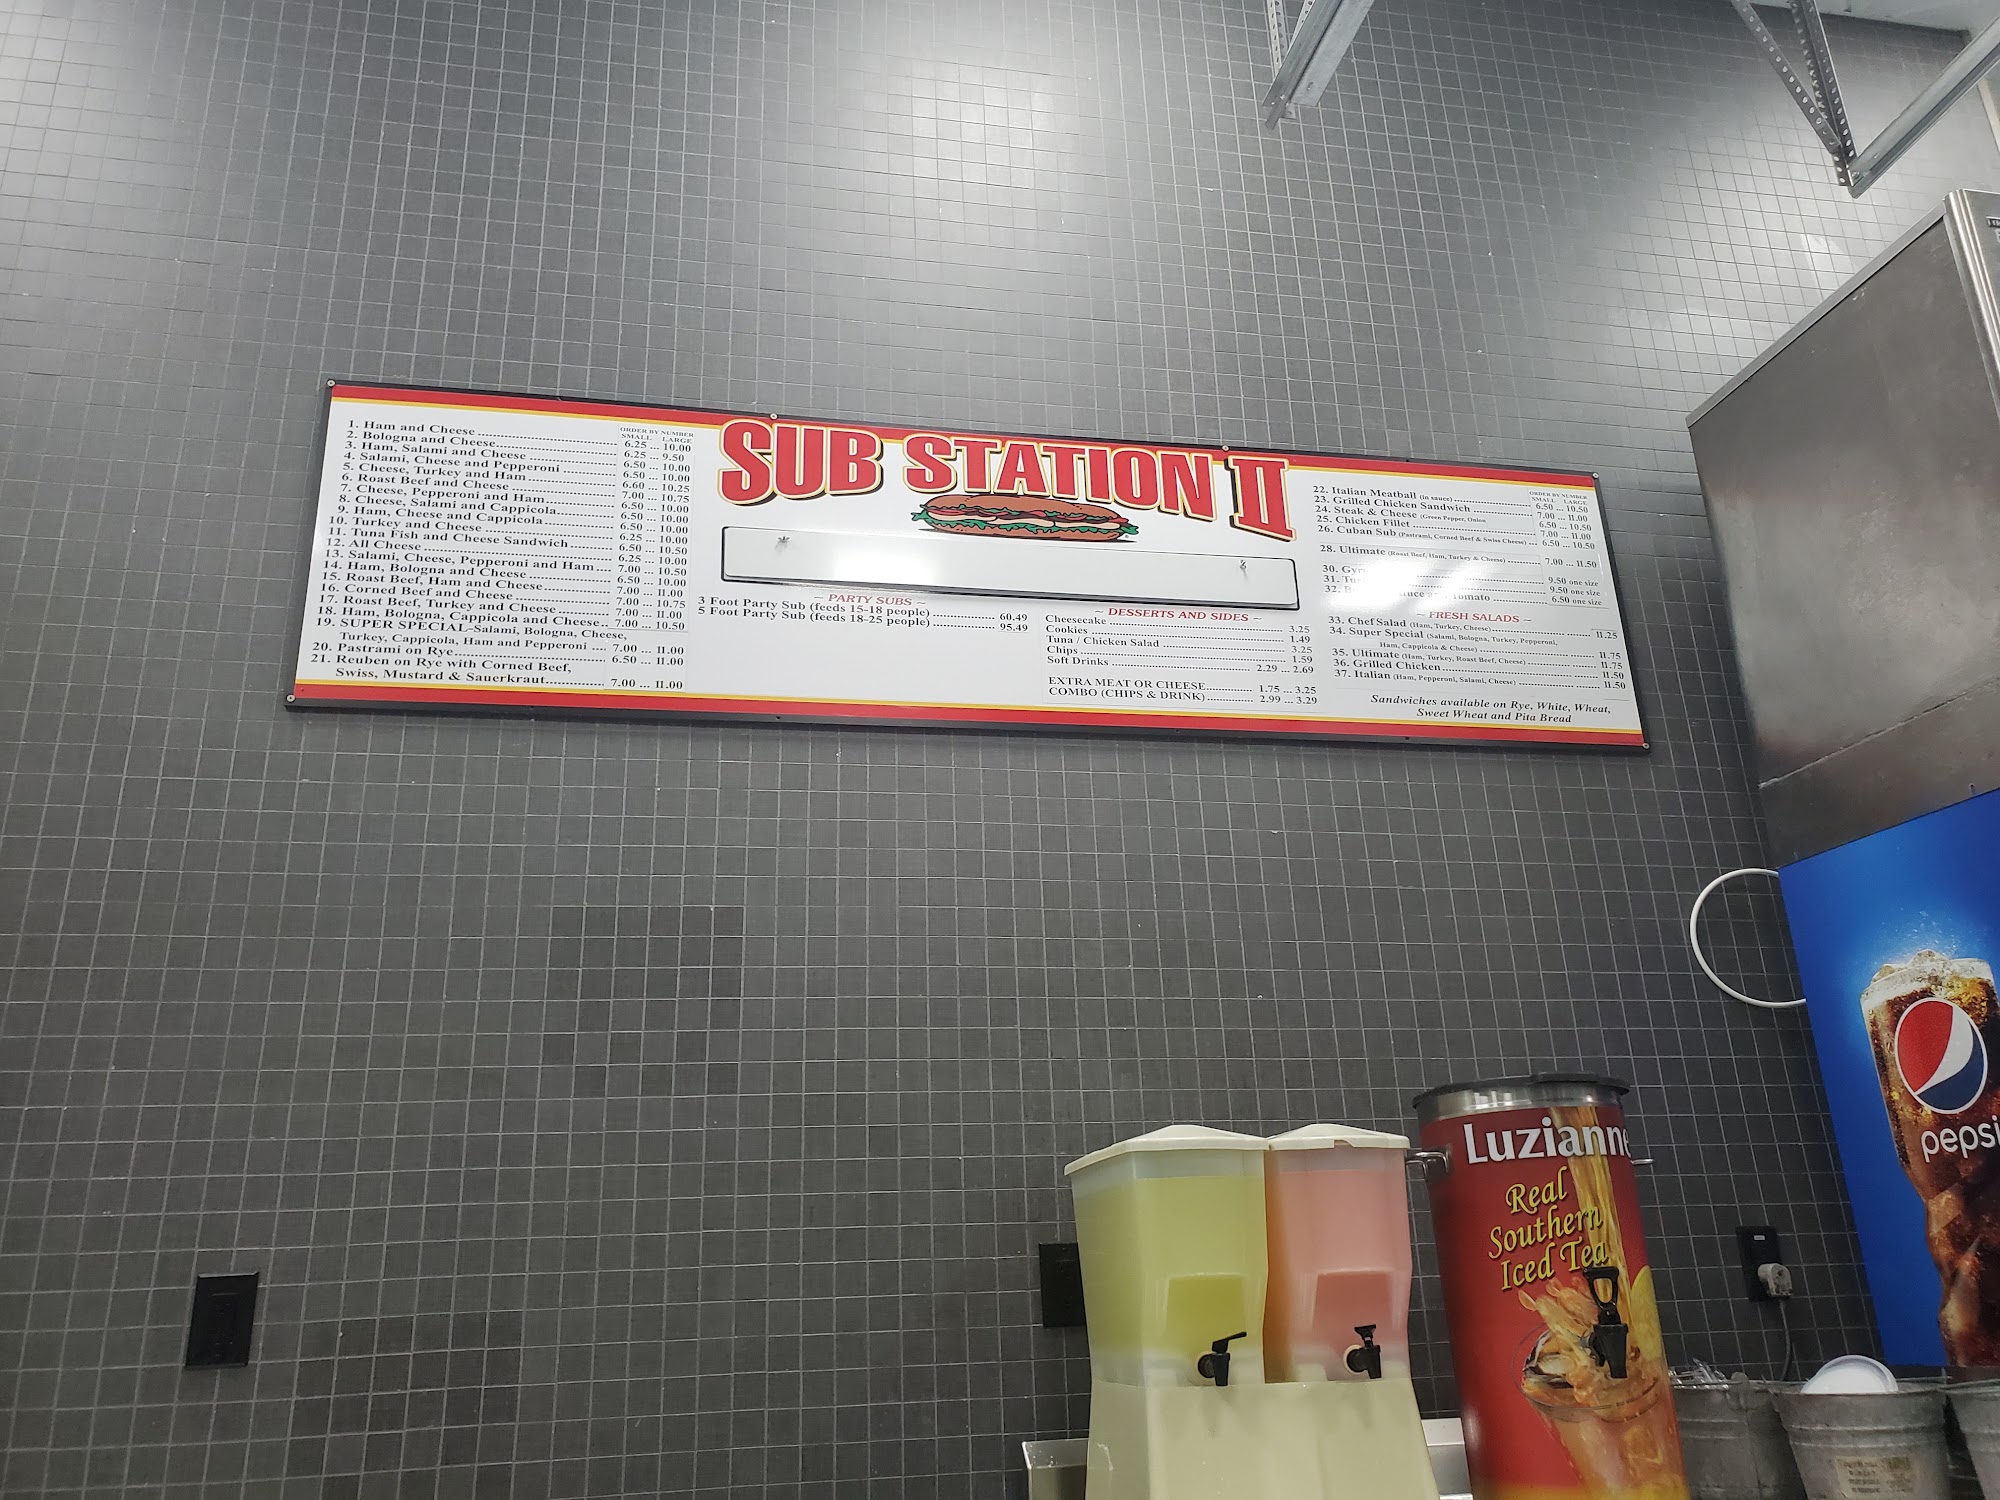 SUB STATION II
ORDER BY NUMBER
SMALL LARGE
1. Ham and Cheese 6.25 ... 10.00
2. Bologna and Cheese 6.25 ... 9.50
3. Ham, Salami and Cheese 6.50 ... 10.00
4. Salami, Cheese and Pepperoni 6.50 ... 10.00
5. Cheese, Turkey and Ham 6.60 ... 10.25
6. Roast Beef and Cheese 7.00 ... 10.75
7. Cheese, Pepperoni and Ham 6.50 ... 10.00
8. Cheese, Salami and Cappicola 6.50 ... 10.00
9. Ham, Cheese and Cappicola 6.50 ... 10.00
10. Turkey and Cheese 6.25 ... 10.00
11. Tuna Fish and Cheese Sandwich 6.50 ... 10.50
12. All Cheese 6.25 ... 10.00
13. Salami, Cheese, Pepperoni and Ham 7.00 ... 10.50
14. Ham, Bologna and Cheese 6.50 ... 10.00
15. Roast Beef, Ham and Cheese 7.00 ... 11.00
16. Corned Beef and Cheese 7.00 ... 10.75
17. Roast Beef, Turkey and Cheese 7.00 ... 11.00
18. Ham, Bologna, Cappicola and Cheese 7.00 ... 10.50
19. SUPER SPECIAL-Salami, Bologna, Cheese,
Turkey, Cappicola, Ham and Pepperoni 7.00 ... 11.00
20. Pastrami on Rye 6.50 ... 11.00
21. Reuben on Rye with Corned Beef,
Swiss, Mustard & Sauerkraut 7.00 ... 11.00
~ PARTY SUBS ~
3 Foot Party Sub (feeds 15-18 people) 60.49
5 Foot Party Sub (feeds 18-25 people) 95.49
~ DESSERTS AND SIDES ~
Cheesecake 3.25
Cookies 1.49
Tuna / Chicken Salad 3.25
Chips 1.59
Soft Drinks 2.29 ... 2.69
EXTRA MEAT OR CHEESE 1.75 ... 3.25
COMBO (CHIPS & DRINK) 2.99 ... 3.29
ORDER BY NUMBER
SMALL LARGE
22. Italian Meatball (in sauce) 6.50 ... 10.50
23. Grilled Chicken Sandwich 7.00 ... 11.00
24. Steak & Cheese (Green Pepper, Onion 6.50 ... 10.50
25. Chicken Fillet 7.00 ... 11.00
26. Cuban Sub (Pastrami, Corned Beef & Swiss Cheese) 6.50 ... 10.50
28. Ultimate (Roast Beef, Ham, Turkey & Cheese) 7.00 ... 11.50
30. 9.50 one size
31. 9.50 one size
32. Tomato 6.50 one size
~ FRESH SALADS ~
33. Chef Salad (Ham, Turkey, Cheese) 11.25
34. Super Special (Salami, Bologna, Turkey, Pepperoni,
Ham, Cappicola & Cheese) 11.75
35. Ultimate (Ham, Turkey, Roast Beef, Cheese) 11.75
36. Grilled Chicken 11.50
37. Italian (Ham, Pepperoni, Salami, Cheese) 11.50
Sandwiches available on Rye, White, Wheat,
Sweet Wheat and Pita Bread
pepsi
Luzianne
Real
Southern
Iced Tea